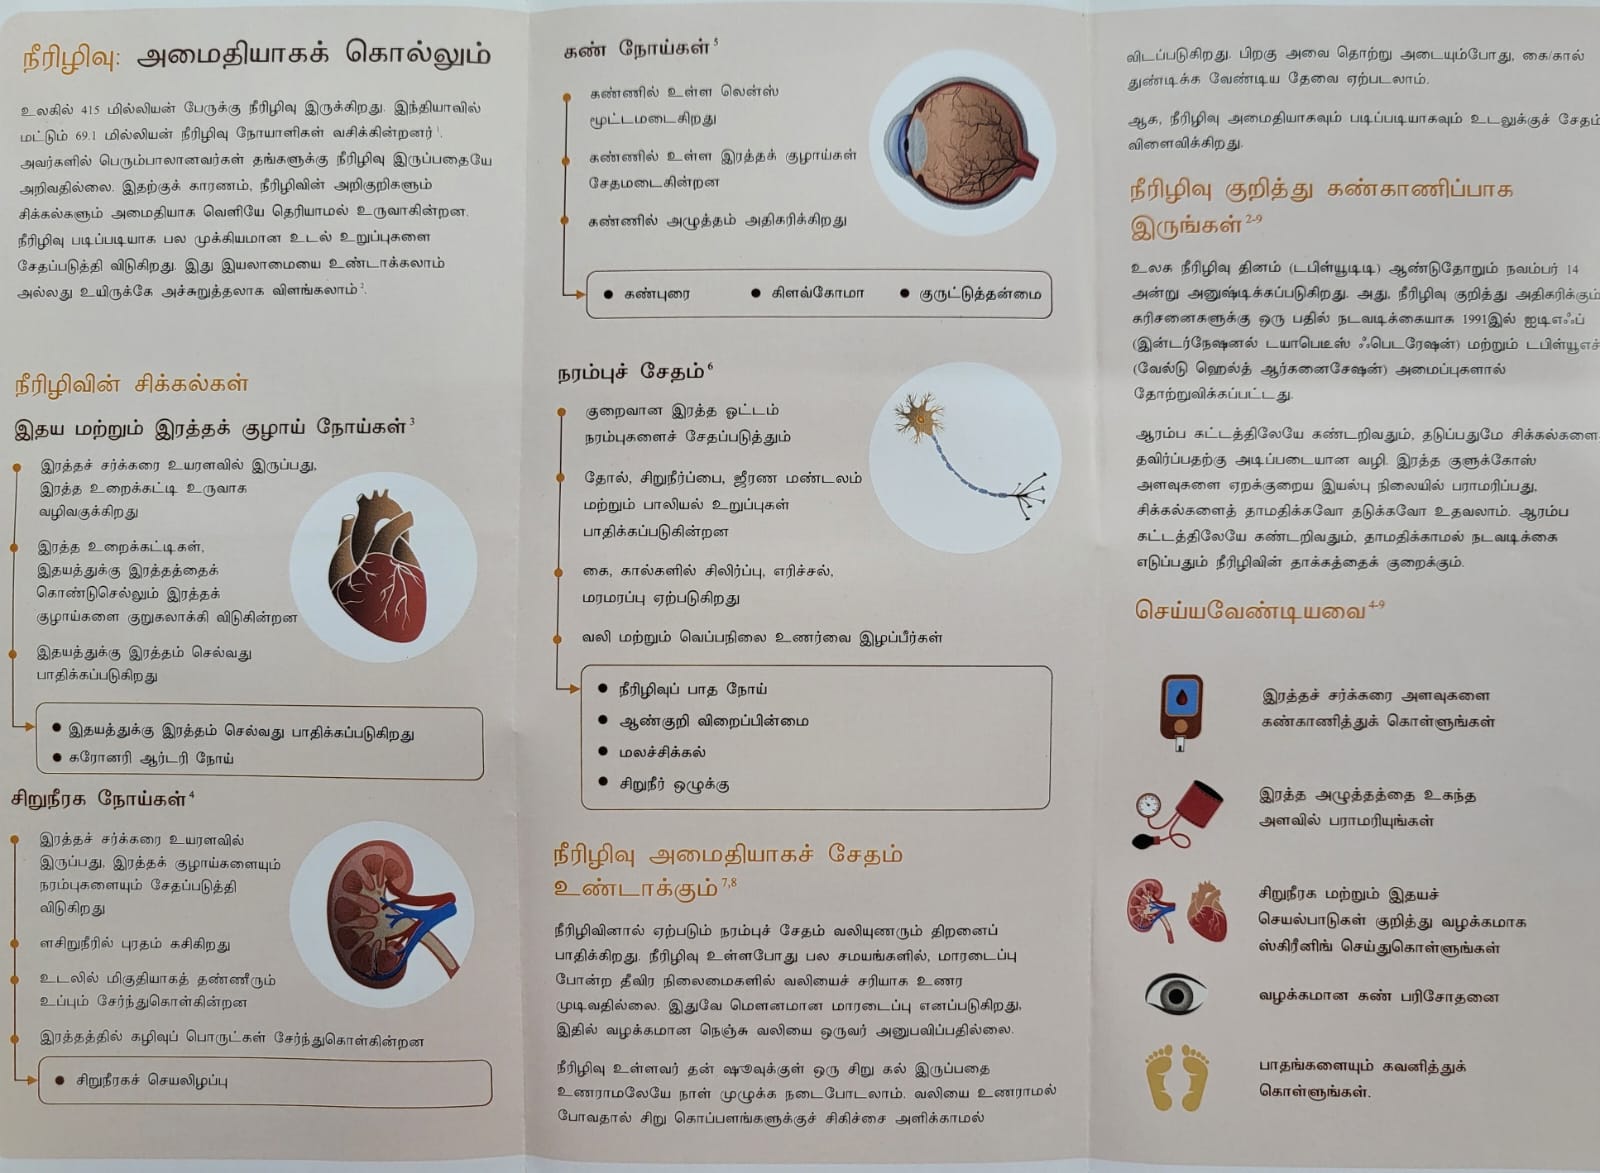 நீரிழிவு: அமைதியாகக் கொல்லும்
உலகில் 415 மில்லியன் பேருக்கு நீரிழிவு இருக்கிறது. இந்தியாவில்
மட்டும் 69.1 மில்லியன் நீரிழிவு நோயாளிகள் வசிக்கின்றனர்¹.
அவர்களில் பெரும்பாலானவர்கள் தங்களுக்கு நீரிழிவு இருப்பதையே
அறிவதில்லை. இதற்குக் காரணம், நீரிழிவின் அறிகுறிகளும்
சிக்கல்களும் அமைதியாக வெளியே தெரியாமல் உருவாகின்றன.
நீரிழிவு படிப்படியாக பல முக்கியமான உடல் உறுப்புகளை
சேதப்படுத்தி விடுகிறது. இது இயலாமையை உண்டாக்கலாம்
அல்லது உயிருக்கே அச்சுறுத்தலாக விளங்கலாம்².
நீரிழிவின் சிக்கல்கள்
இதய மற்றும் இரத்தக் குழாய் நோய்கள்³
இரத்தச் சர்க்கரை உயரளவில் இருப்பது,
இரத்த உறைக்கட்டி உருவாக
வழிவகுக்கிறது
இரத்த உறைக்கட்டிகள்,
இதயத்துக்கு இரத்தத்தைக்
கொண்டுசெல்லும் இரத்தக்
குழாய்களை குறுகலாக்கி விடுகின்றன
இதயத்துக்கு இரத்தம் செல்வது
பாதிக்கப்படுகிறது
● இதயத்துக்கு இரத்தம் செல்வது பாதிக்கப்படுகிறது
● கரோனரி ஆர்டரி நோய்
சிறுநீரக நோய்கள்⁴
இரத்தச் சர்க்கரை உயரளவில்
இருப்பது, இரத்தக் குழாய்களையும்
நரம்புகளையும் சேதப்படுத்தி
விடுகிறது
ளசிறுநீரில் புரதம் கசிகிறது
உடலில் மிகுதியாகத் தண்ணீரும்
உப்பும் சேர்ந்துகொள்கின்றன
இரத்தத்தில் கழிவுப் பொருட்கள் சேர்ந்துகொள்கின்றன
● சிறுநீரகச் செயலிழப்பு
கண் நோய்கள்⁵
கண்ணில் உள்ள லென்ஸ்
மூட்டமடைகிறது
கண்ணில் உள்ள இரத்தக் குழாய்கள்
சேதமடைகின்றன
கண்ணில் அழுத்தம் அதிகரிக்கிறது
● கண்புரை ● கிளவ்கோமா ● குருட்டுத்தன்மை
நரம்புச் சேதம்⁶
குறைவான இரத்த ஓட்டம்
நரம்புகளைச் சேதப்படுத்தும்
தோல், சிறுநீர்ப்பை, ஜீரண மண்டலம்
மற்றும் பாலியல் உறுப்புகள்
பாதிக்கப்படுகின்றன
கை, கால்களில் சிலிர்ப்பு, எரிச்சல்,
மரமரப்பு ஏற்படுகிறது
வலி மற்றும் வெப்பநிலை உணர்வை இழப்பீர்கள்
● நீரிழிவுப் பாத நோய்
● ஆண்குறி விறைப்பின்மை
● மலச்சிக்கல்
● சிறுநீர் ஒழுக்கு
நீரிழிவு அமைதியாகச் சேதம்
உண்டாக்கும்⁷,⁸
நீரிழிவினால் ஏற்படும் நரம்புச் சேதம் வலியுணரும் திறனைப்
பாதிக்கிறது. நீரிழிவு உள்ளபோது பல சமயங்களில், மாரடைப்பு
போன்ற தீவிர நிலைமைகளில் வலியைச் சரியாக உணர
முடிவதில்லை. இதுவே மௌனமான மாரடைப்பு எனப்படுகிறது,
இதில் வழக்கமான நெஞ்சு வலியை ஒருவர் அனுபவிப்பதில்லை.
நீரிழிவு உள்ளவர் தன் ஷூவுக்குள் ஒரு சிறு கல் இருப்பதை
உணராமலேயே நாள் முழுக்க நடைபோடலாம். வலியை உணராமல்
போவதால் சிறு கொப்பளங்களுக்குச் சிகிச்சை அளிக்காமல்
விடப்படுகிறது. பிறகு அவை தொற்று அடையும்போது, கை/கால்
துண்டிக்க வேண்டிய தேவை ஏற்படலாம்.
ஆக, நீரிழிவு அமைதியாகவும் படிப்படியாகவும் உடலுக்குச் சேதம்
விளைவிக்கிறது.
நீரிழிவு குறித்து கண்காணிப்பாக
இருங்கள்²⁻⁹
உலக நீரிழிவு தினம் (டபிள்யூடிடி) ஆண்டுதோறும் நவம்பர் 14
அன்று அனுஷ்டிக்கப்படுகிறது. அது, நீரிழிவு குறித்து அதிகரிக்கும்
கரிசனைகளுக்கு ஒரு பதில் நடவடிக்கையாக 1991இல் ஐடிஎஃப்
(இன்டர்நேஷனல் டயாபெடீஸ் ஃபெடரேஷன்) மற்றும் டபிள்யூஎச்
(வேல்டு ஹெல்த் ஆர்கனைசேஷன்) அமைப்புகளால்
தோற்றுவிக்கப்பட்டது.
ஆரம்ப கட்டத்திலேயே கண்டறிவதும், தடுப்பதுமே சிக்கல்களை
தவிர்ப்பதற்கு அடிப்படையான வழி. இரத்த குளுக்கோஸ்
அளவுகளை ஏறக்குறைய இயல்பு நிலையில் பராமரிப்பது,
சிக்கல்களைத் தாமதிக்கவோ தடுக்கவோ உதவலாம். ஆரம்ப
கட்டத்திலேயே கண்டறிவதும், தாமதிக்காமல் நடவடிக்கை
எடுப்பதும் நீரிழிவின் தாக்கத்தைக் குறைக்கும்.
செய்யவேண்டியவை⁴⁻⁹
இரத்தச் சர்க்கரை அளவுகளை
கண்காணித்துக் கொள்ளுங்கள்
இரத்த அழுத்தத்தை உகந்த
அளவில் பராமரியுங்கள்
சிறுநீரக மற்றும் இதயச்
செயல்பாடுகள் குறித்து வழக்கமாக
ஸ்கிரீனிங் செய்துகொள்ளுங்கள்
வழக்கமான கண் பரிசோதனை
பாதங்களையும் கவனித்துக்
கொள்ளுங்கள்.